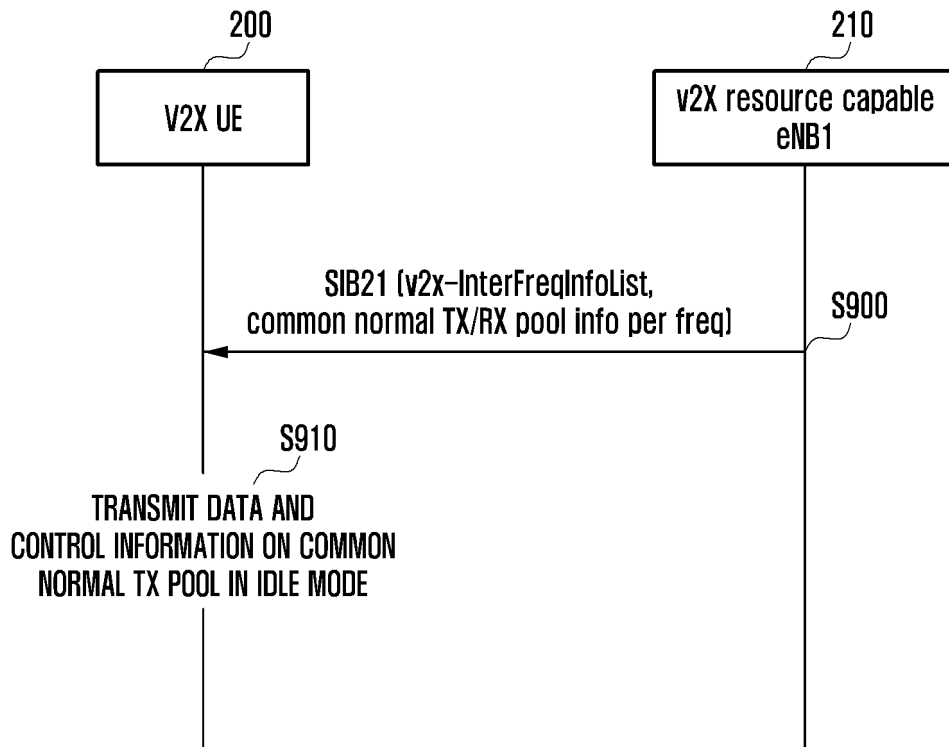 200
210
V2X UE
v2X resource capable
eNB1
SIB21 (v2x-InterFreqInfoList,
common normal TX/RX pool info per freq)
S900
S910
TRANSMIT DATA AND
CONTROL INFORMATION ON COMMON
NORMAL TX POOL IN IDLE MODE